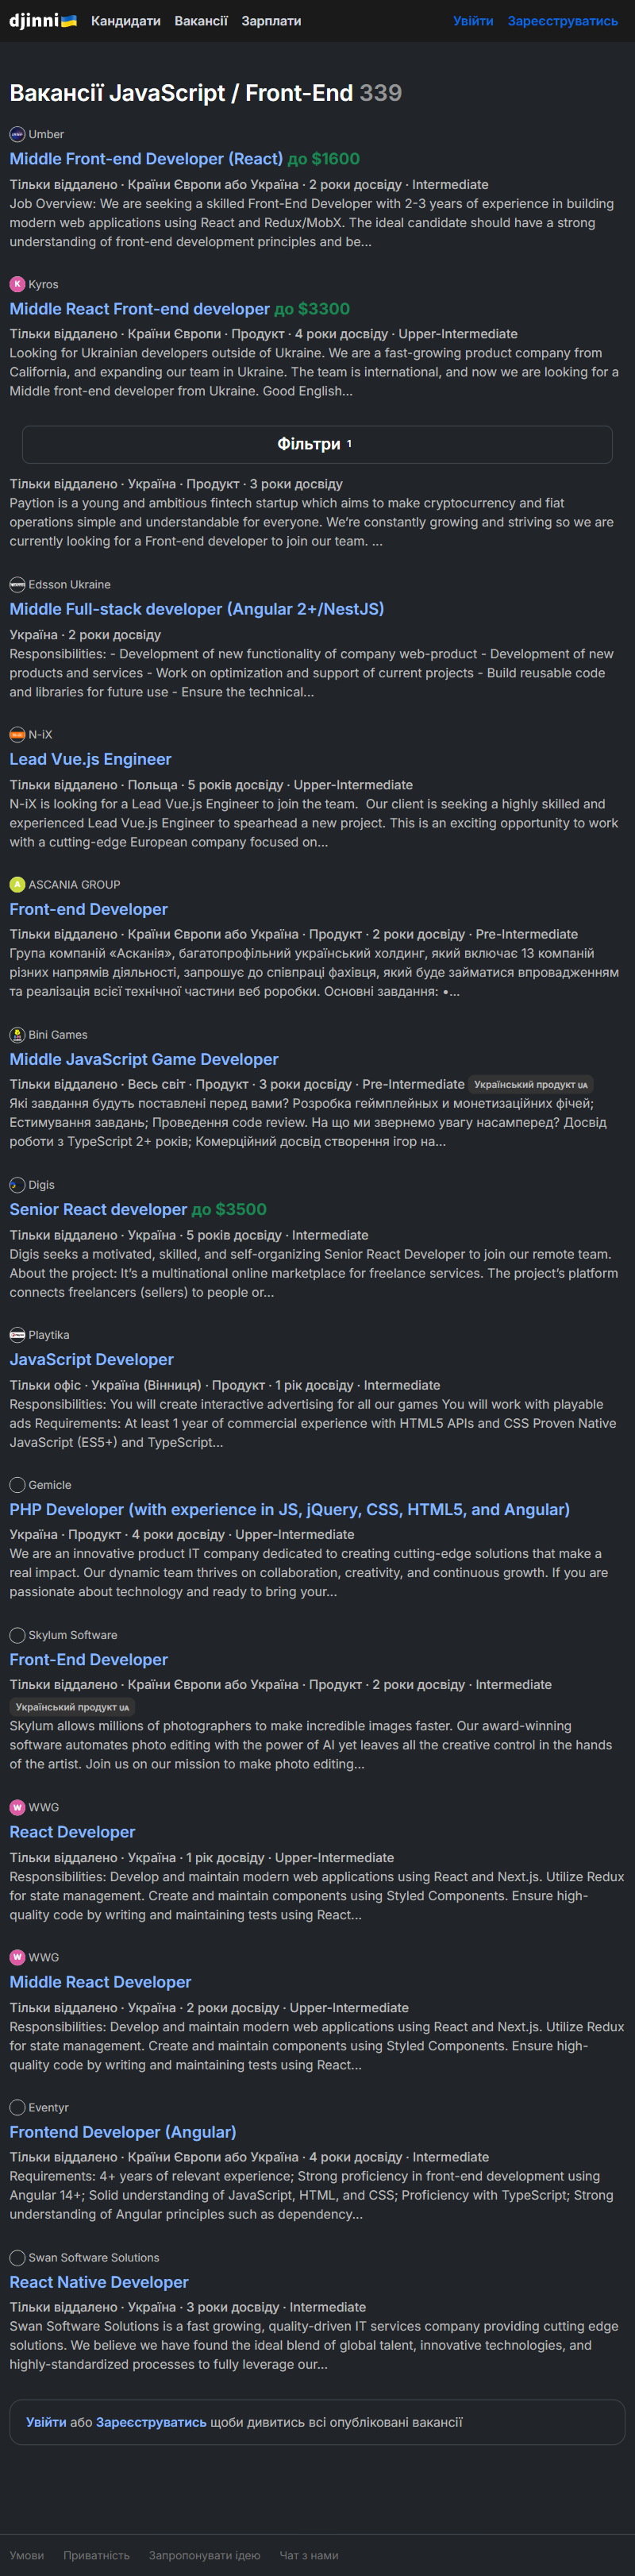 djinni
Кандидати
Вакансії
Зарплати
Увійти
Зареєструватись
Вакансії JavaScript / Front-End 339
Umber
Middle Front-end Developer (React) до $1600
Тільки віддалено · Країни Європи або Україна · 2 роки досвіду · Intermediate
Job Overview: We are seeking a skilled Front-End Developer with 2-3 years of experience in building
modern web applications using React and Redux/MobX. The ideal candidate should have a strong
understanding of front-end development principles and be...
K
Kyros
Middle React Front-end developer до $3300
Тільки віддалено · Країни Європи · Продукт · 4 роки досвіду · Upper-Intermediate
Looking for Ukrainian developers outside of Ukraine. We are a fast-growing product company from
California, and expanding our team in Ukraine. The team is international, and now we are looking for a
Middle front-end developer from Ukraine. Good English...
Фільтри 1
Тільки віддалено · Україна · Продукт · 3 роки досвіду
Paytion is a young and ambitious fintech startup which aims to make cryptocurrency and fiat
operations simple and understandable for everyone. We’re constantly growing and striving so we are
currently looking for a Front-end developer to join our team. ...
Edsson Ukraine
Middle Full-stack developer (Angular 2+/NestJS)
Україна · 2 роки досвіду
Responsibilities: - Development of new functionality of company web-product - Development of new
products and services - Work on optimization and support of current projects - Build reusable code
and libraries for future use - Ensure the technical...
N-iX
Lead Vue.js Engineer
Тільки віддалено · Польща · 5 років досвіду · Upper-Intermediate
N-iX is looking for a Lead Vue.js Engineer to join the team.  Our client is seeking a highly skilled and
experienced Lead Vue.js Engineer to spearhead a new project. This is an exciting opportunity to work
with a cutting-edge European company focused on...
A
ASCANIA GROUP
Front-end Developer
Тільки віддалено · Країни Європи або Україна · Продукт · 2 роки досвіду · Pre-Intermediate
Група компаній «Асканія», багатопрофільний український холдинг, який включає 13 компаній
різних напрямів діяльності, запрошує до співпраці фахівця, який буде займатися впровадженням
та реалізація всієї технічної частини веб роробки. Основні завдання: •...
Bini Games
Middle JavaScript Game Developer
Тільки віддалено · Весь світ · Продукт · 3 роки досвіду · Pre-Intermediate Український продукт UA
Які завдання будуть поставлені перед вами? Розробка геймплейных и монетизаційних фічей;
Естимування завдань; Проведення code review. На що ми звернемо увагу насамперед? Досвід
роботи з TypeScript 2+ років; Комерційний досвід створення ігор на...
Digis
Senior React developer до $3500
Тільки віддалено · Україна · 5 років досвіду · Intermediate
Digis seeks a motivated, skilled, and self-organizing Senior React Developer to join our remote team.
About the project: It’s a multinational online marketplace for freelance services. The project’s platform
connects freelancers (sellers) to people or...
Playtika
JavaScript Developer
Тільки офіс · Україна (Вінниця) · Продукт · 1 рік досвіду · Intermediate
Responsibilities: You will create interactive advertising for all our games You will work with playable
ads Requirements: At least 1 year of commercial experience with HTML5 APIs and CSS Proven Native
JavaScript (ES5+) and TypeScript...
Gemicle
PHP Developer (with experience in JS, jQuery, CSS, HTML5, and Angular)
Україна · Продукт · 4 роки досвіду · Upper-Intermediate
We are an innovative product IT company dedicated to creating cutting-edge solutions that make a
real impact. Our dynamic team thrives on collaboration, creativity, and continuous growth. If you are
passionate about technology and ready to bring your...
Skylum Software
Front-End Developer
Тільки віддалено · Країни Європи або Україна · Продукт · 2 роки досвіду · Intermediate
Український продукт UA
Skylum allows millions of photographers to make incredible images faster. Our award-winning
software automates photo editing with the power of AI yet leaves all the creative control in the hands
of the artist. Join us on our mission to make photo editing...
W
WWG
React Developer
Тільки віддалено · Україна · 1 рік досвіду · Upper-Intermediate
Responsibilities: Develop and maintain modern web applications using React and Next.js. Utilize Redux
for state management. Create and maintain components using Styled Components. Ensure high-
quality code by writing and maintaining tests using React...
W
WWG
Middle React Developer
Тільки віддалено · Україна · 2 роки досвіду · Upper-Intermediate
Responsibilities: Develop and maintain modern web applications using React and Next.js. Utilize Redux
for state management. Create and maintain components using Styled Components. Ensure high-
quality code by writing and maintaining tests using React...
Eventyr
Frontend Developer (Angular)
Тільки віддалено · Країни Європи або Україна · 4 роки досвіду · Intermediate
Requirements: 4+ years of relevant experience; Strong proficiency in front-end development using
Angular 14+; Solid understanding of JavaScript, HTML, and CSS; Proficiency with TypeScript; Strong
understanding of Angular principles such as dependency...
Swan Software Solutions
React Native Developer
Тільки віддалено · Україна · 3 роки досвіду · Intermediate
Swan Software Solutions is a fast growing, quality-driven IT services company providing cutting edge
solutions. We believe we have found the ideal blend of global talent, innovative technologies, and
highly-standardized processes to fully leverage our...
Увійти або Зареєструватись щоби дивитись всі опубліковані вакансії
Умови
Приватність
Запропонувати ідею
Чат з нами